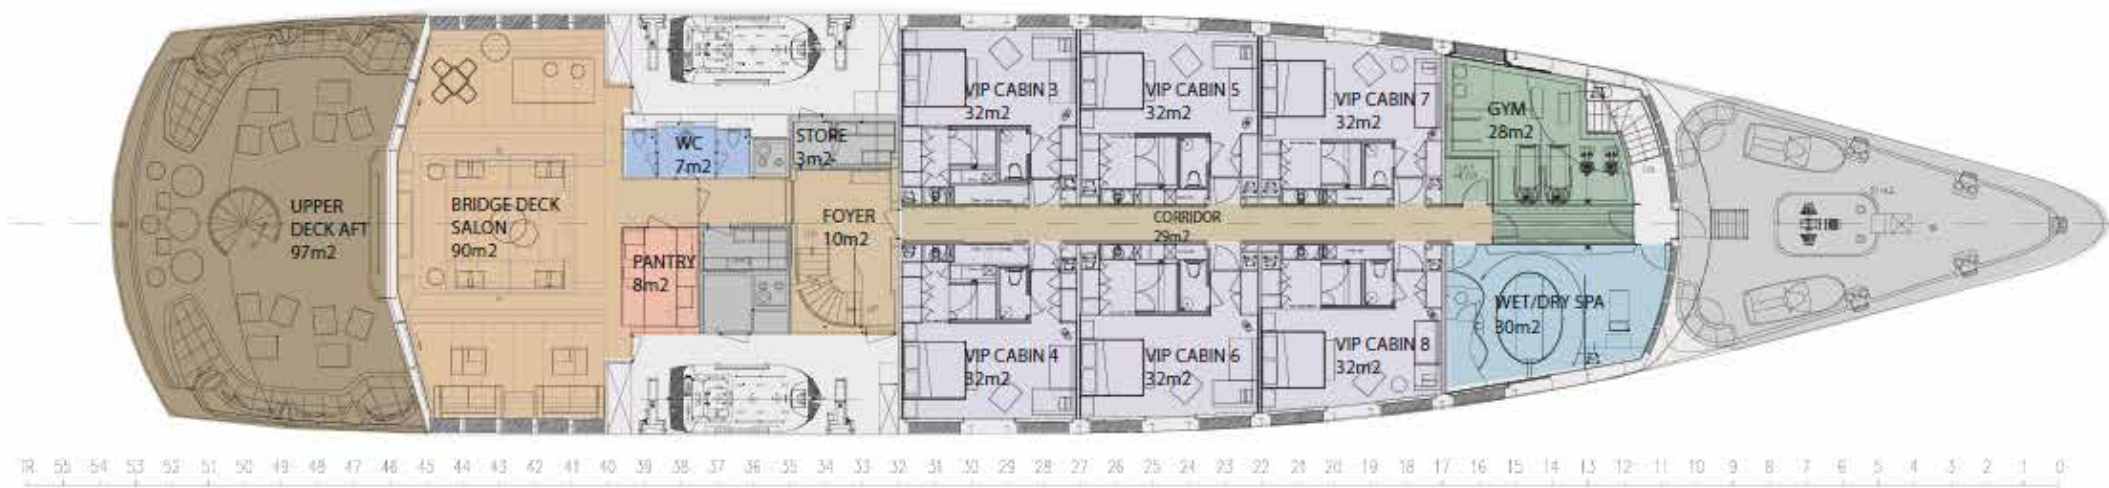 UPPER
DECK AFT
97m2
BRIDGE DECK
SALON
90m2
WC
7m2
STORE
3m2
PANTRY
8m2
FOYER
10m2
VIP CABIN 3
32m2
VIP CABIN 5
32m2
VIP CABIN 7
32m2
GYM
28m2
CORRIDOR
29m2
VIP CABIN 4
32m2
VIP CABIN 6
32m2
VIP CABIN 8
32m2
WET/DRY SPA
30m2
55 54 53 52 51 50 49 48 47 46 45 44 43 42 41 40 39 38 37 36 35 34 33 32 31 30 29 28 27 26 25 24 23 22 21 20 19 18 17 16 15 14 13 12 11 10 9 8 7 6 5 4 3 2 1 0